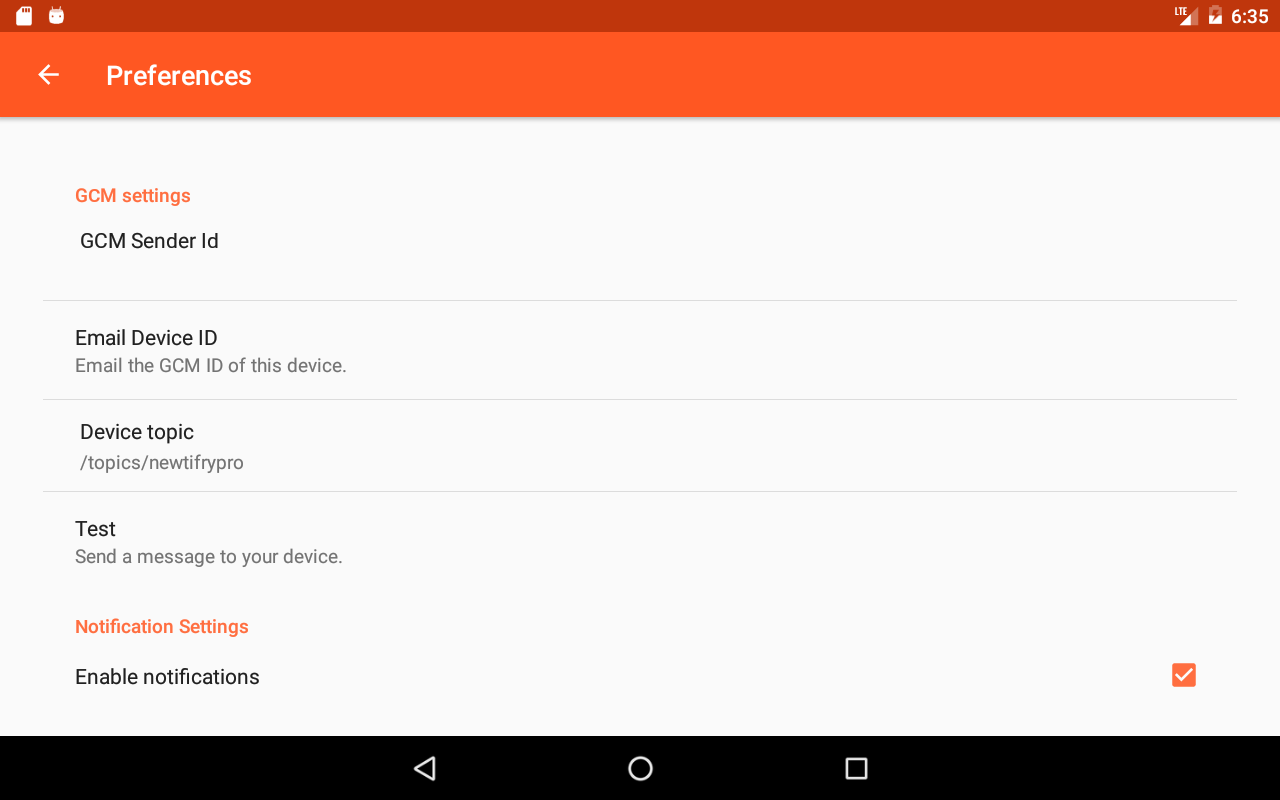 LTE 6:35
Preferences
GCM settings
GCM Sender Id
Email Device ID
Email the GCM ID of this device.
Device topic
/topics/newtifrypro
Test
Send a message to your device.
Notification Settings
Enable notifications